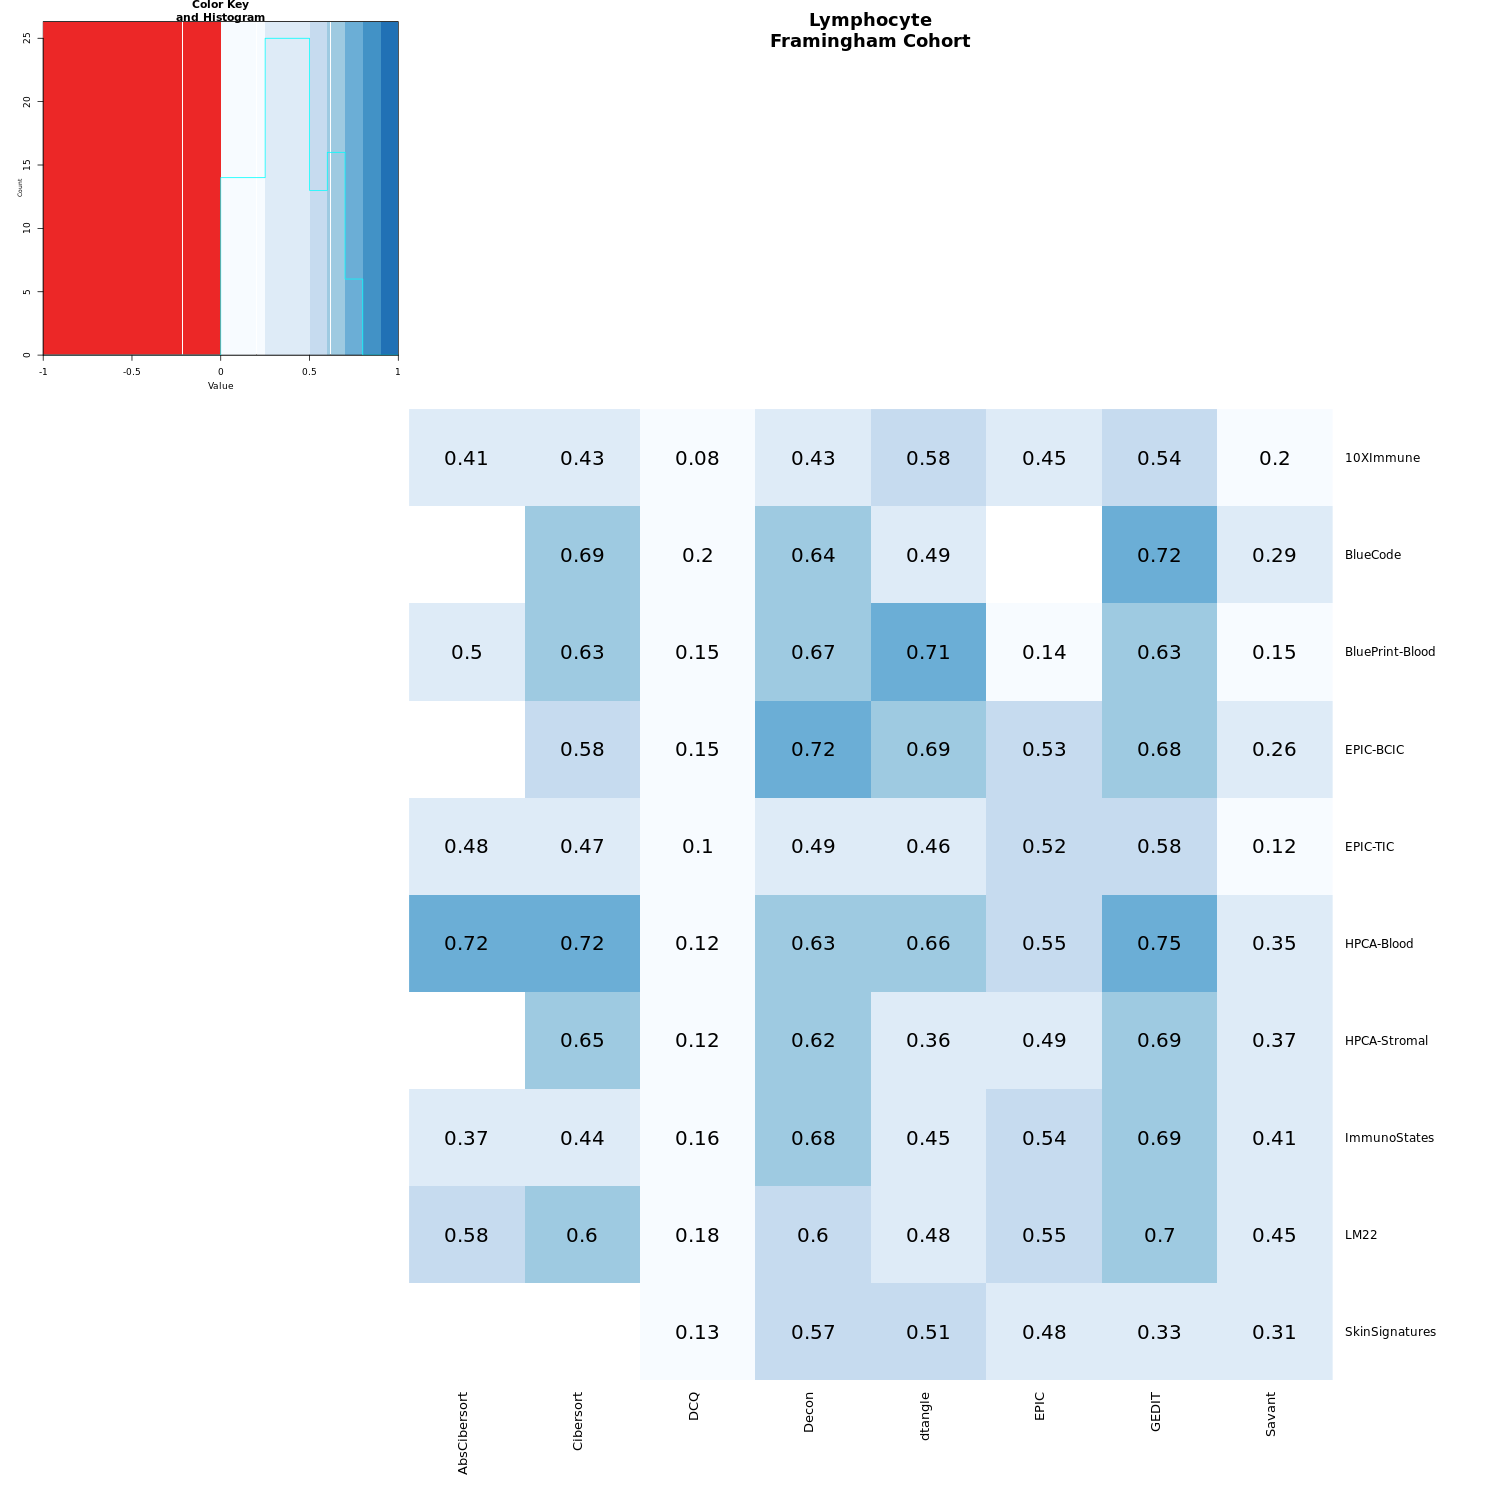 Color Key
and Histogram
Lymphocyte
Framingham Cohort
25
20
15
10
5
0
Count
-1 -0.5 0 0.5 1
Value
0.41 0.43 0.08 0.43 0.58 0.45 0.54 0.2 10XImmune
0.69 0.2 0.64 0.49 0.72 0.29 BlueCode
0.5 0.63 0.15 0.67 0.71 0.14 0.63 0.15 BluePrint-Blood
0.58 0.15 0.72 0.69 0.53 0.68 0.26 EPIC-BCIC
0.48 0.47 0.1 0.49 0.46 0.52 0.58 0.12 EPIC-TIC
0.72 0.72 0.12 0.63 0.66 0.55 0.75 0.35 HPCA-Blood
0.65 0.12 0.62 0.36 0.49 0.69 0.37 HPCA-Stromal
0.37 0.44 0.16 0.68 0.45 0.54 0.69 0.41 ImmunoStates
0.58 0.6 0.18 0.6 0.48 0.55 0.7 0.45 LM22
0.13 0.57 0.51 0.48 0.33 0.31 SkinSignatures
AbsCibersort Cibersort DCQ Decon dtangle EPIC GEDIT Savant